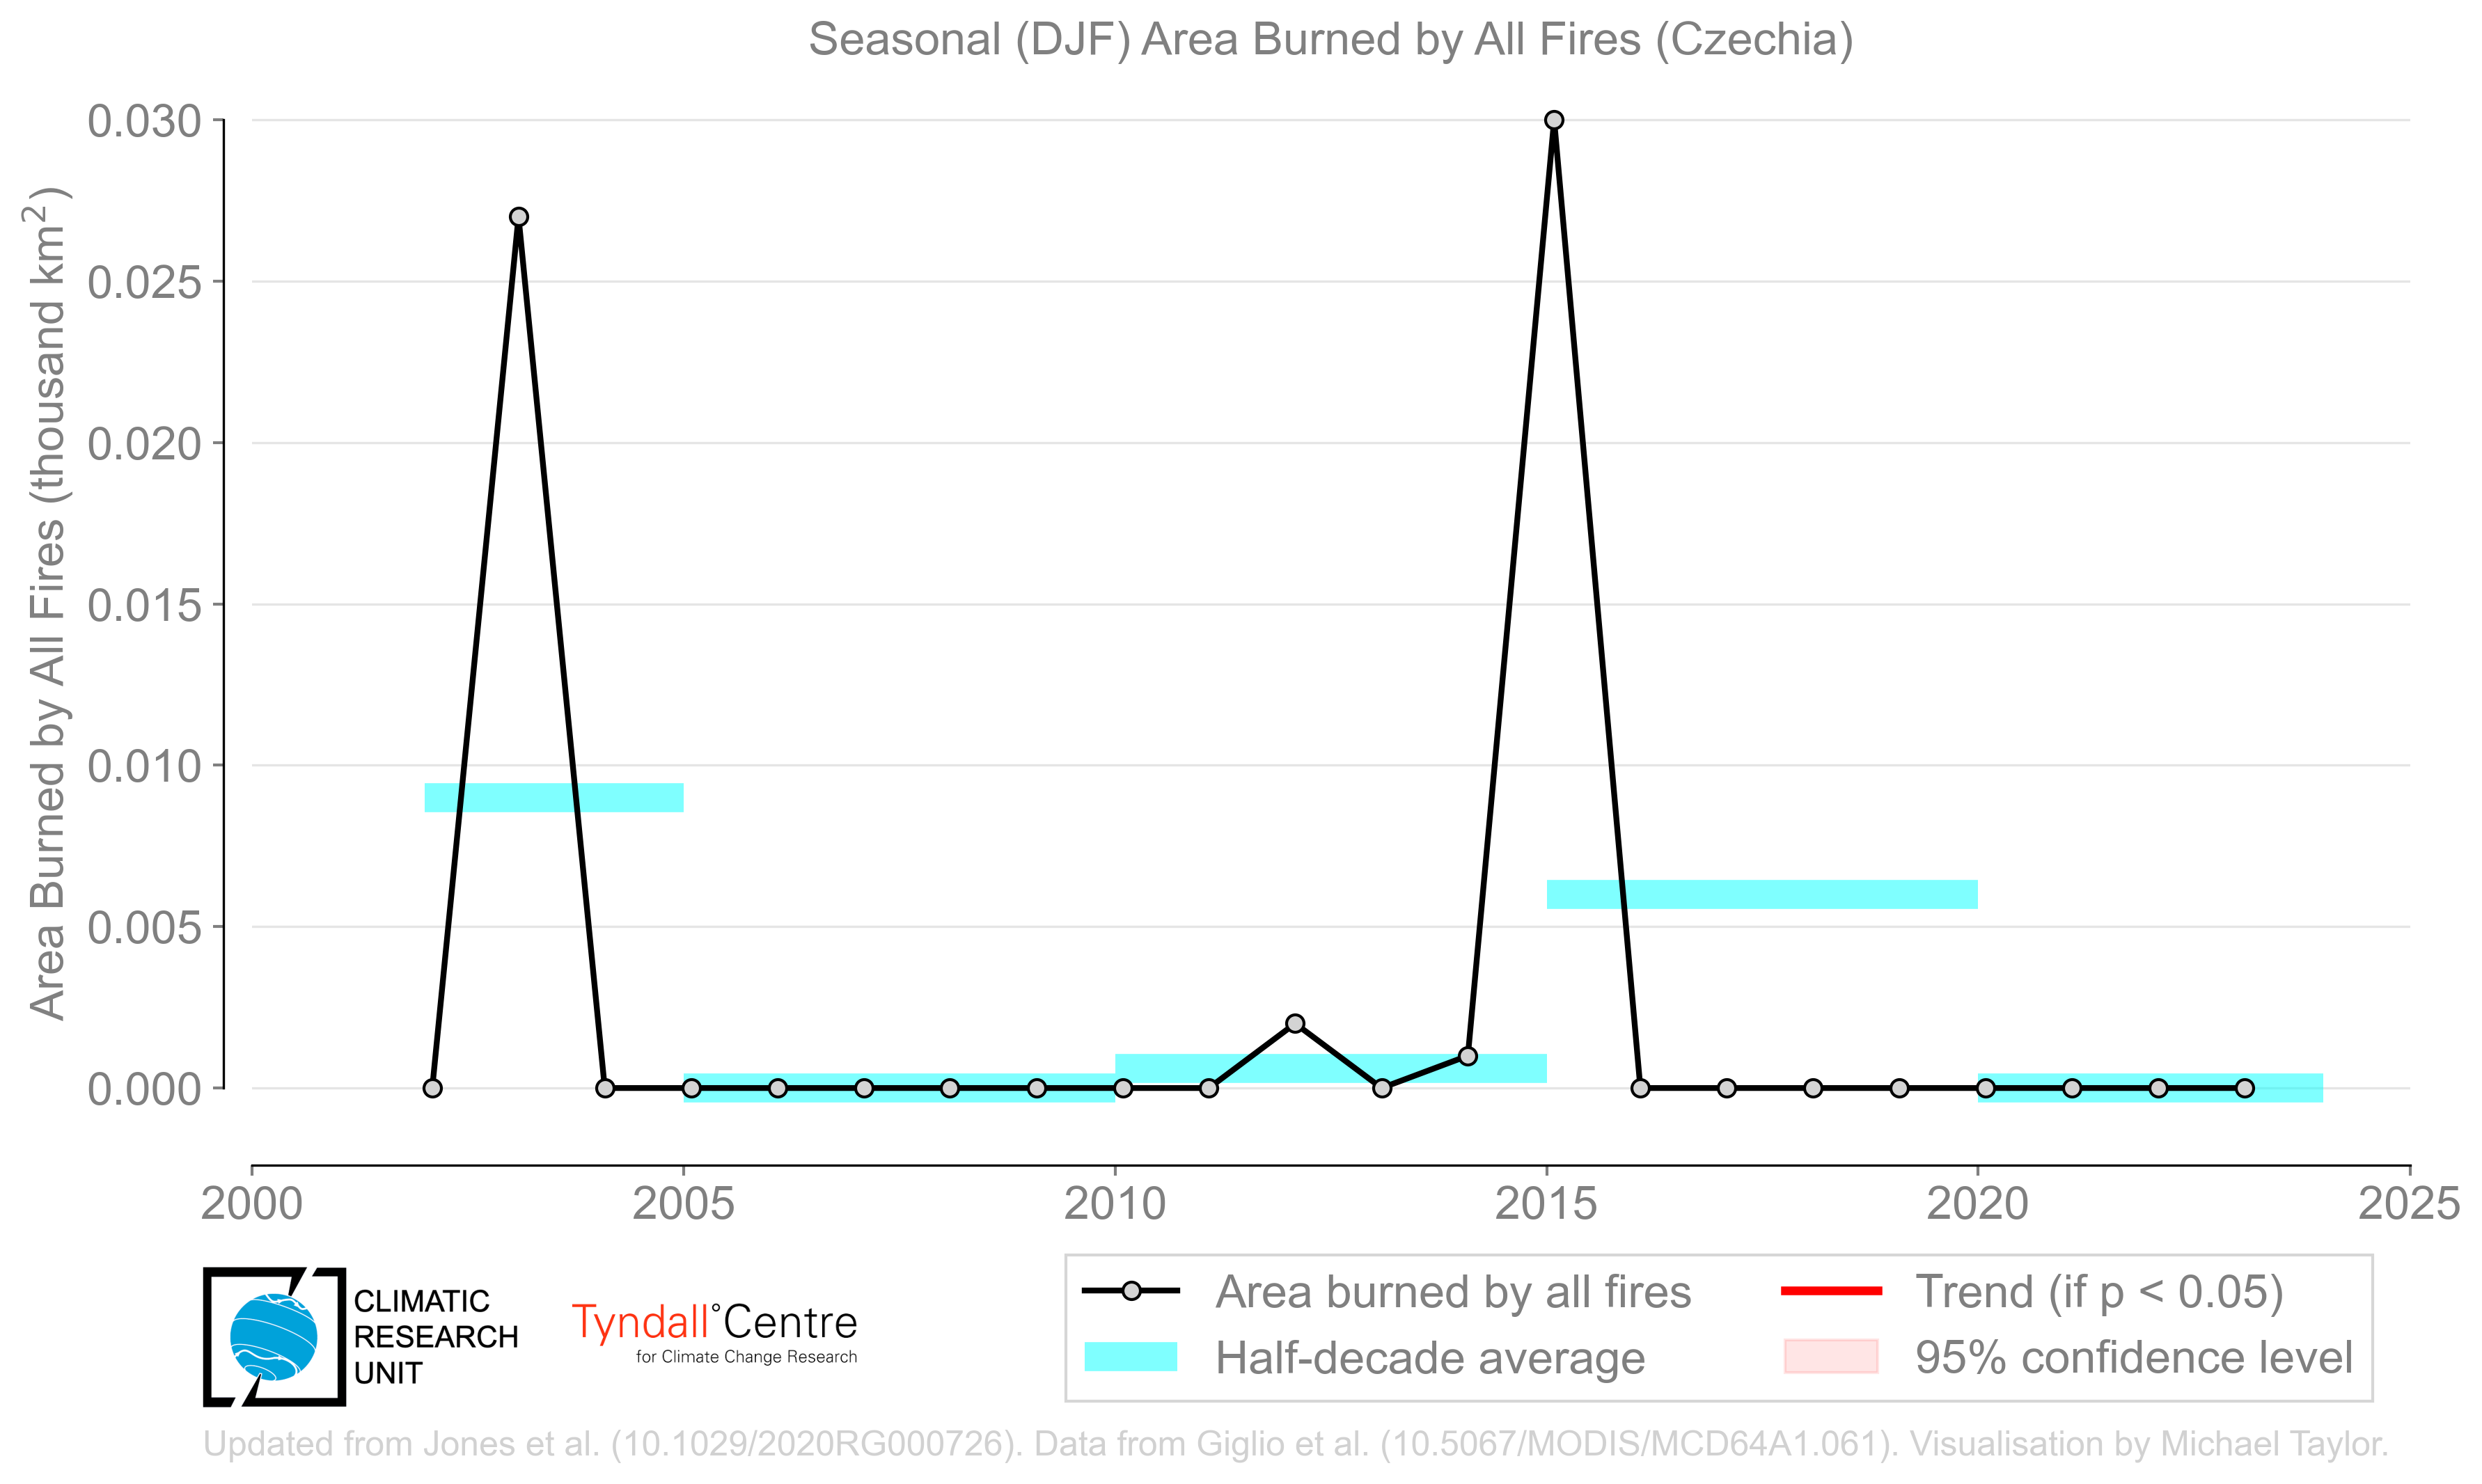 Seasonal (DJF) Area Burned by All Fires (Czechia)
Area Burned by All Fires (thousand km²)
0.030
0.025
0.020
0.015
0.010
0.005
0.000
2000 2005 2010 2015 2020 2025
CLIMATIC
RESEARCH
UNIT
Tyndall°Centre
for Climate Change Research
Area burned by all fires
Half-decade average
Trend (if p < 0.05)
95% confidence level
Updated from Jones et al. (10.1029/2020RG000726). Data from Giglio et al. (10.5067/MODIS/MCD64A1.061). Visualisation by Michael Taylor.